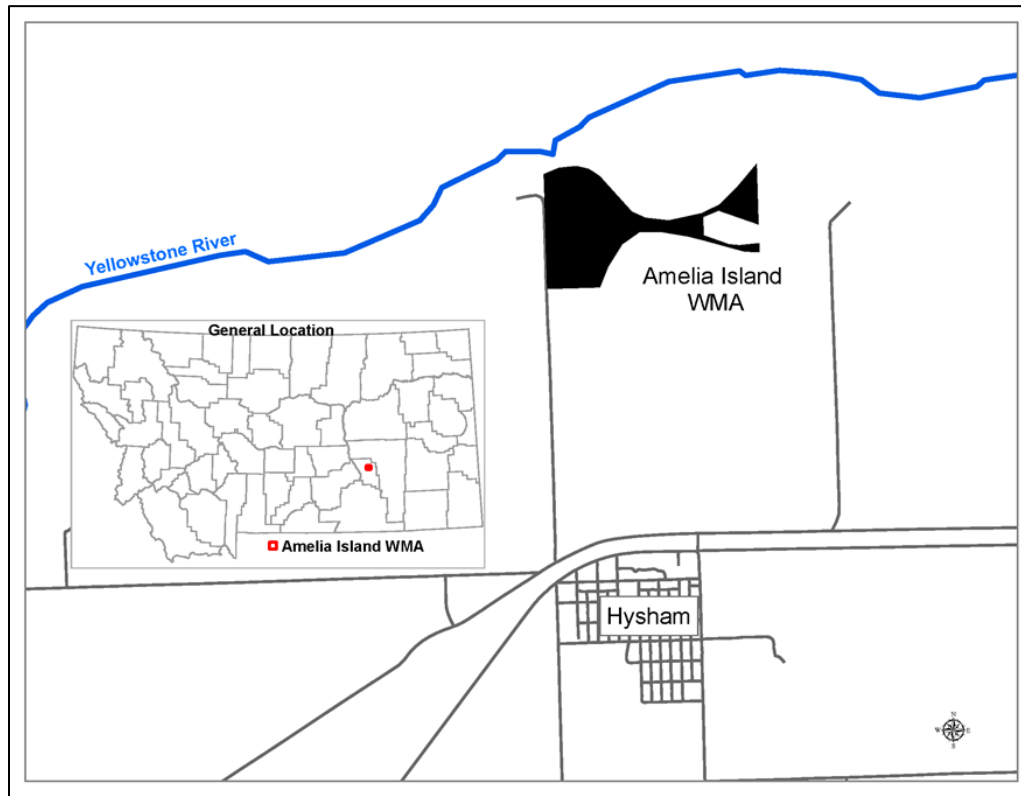 Yellowstone River
Amelia Island
WMA
General Location
Amelia Island WMA
Hysham
N
W E
S